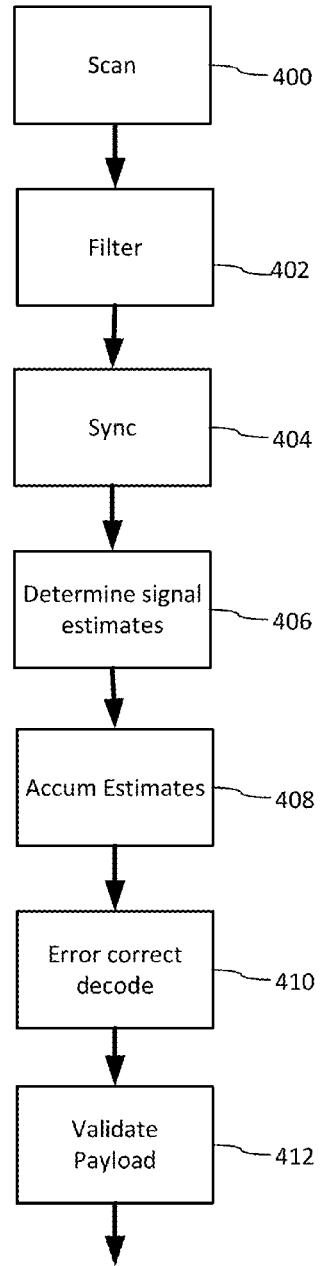 Scan
400
Filter
402
Sync
404
Determine signal
estimates
406
Accum Estimates
408
Error correct
decode
410
Validate
Payload
412